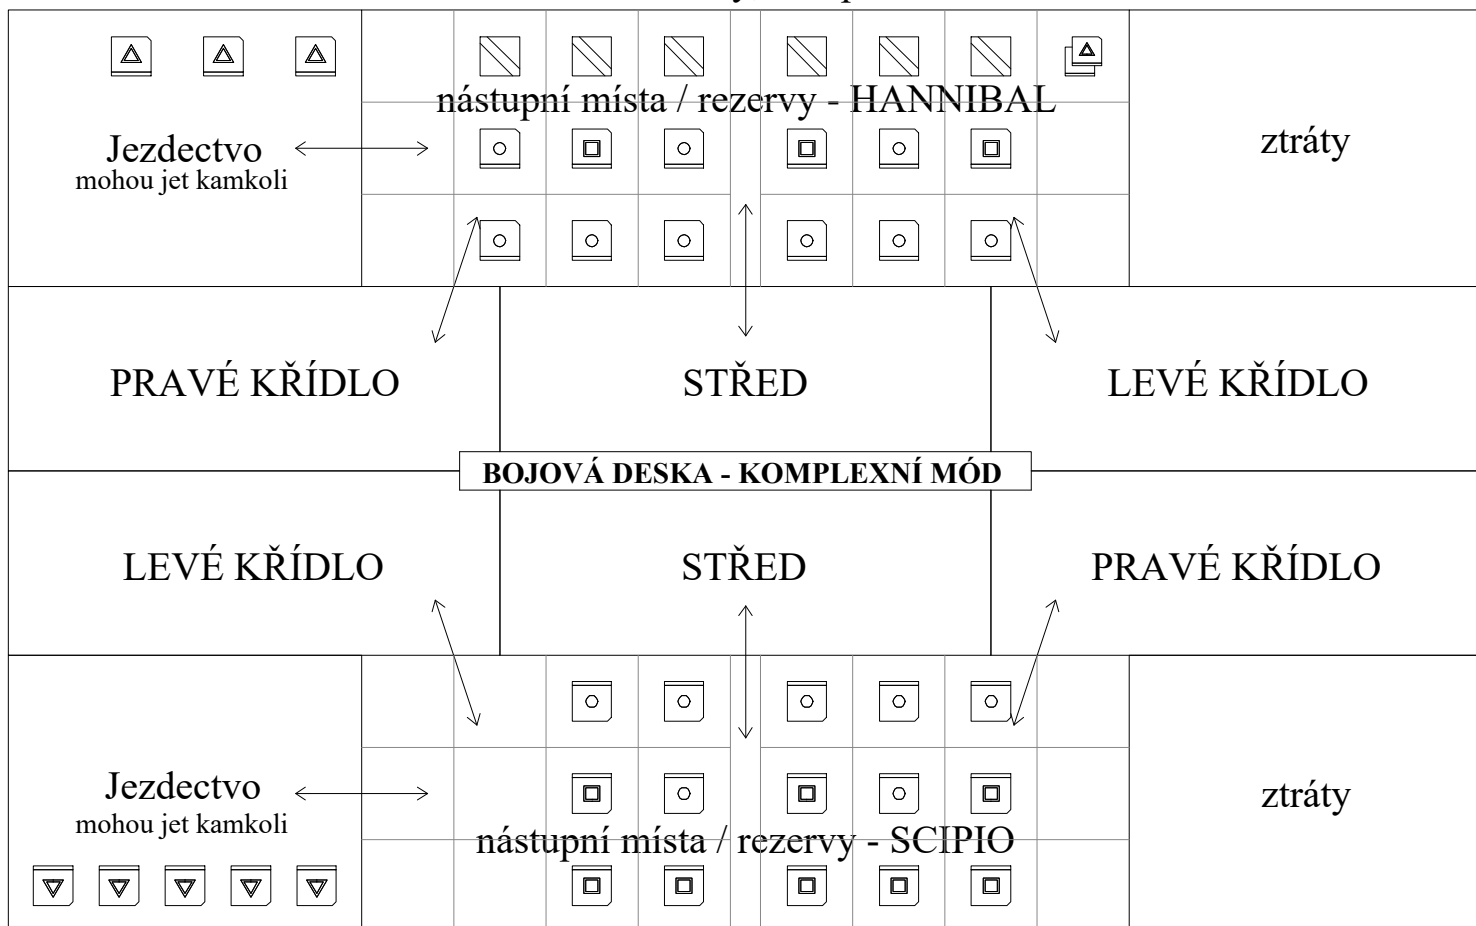 nástupní místa / rezervy - HANNIBAL
Jezdectvo
mohou jet kamkoli
ztráty
PRAVÉ KŘÍDLO
STŘED
LEVÉ KŘÍDLO
BOJOVÁ DESKA - KOMPLEXNÍ MÓD
LEVÉ KŘÍDLO
STŘED
PRAVÉ KŘÍDLO
Jezdectvo
mohou jet kamkoli
ztráty
nástupní místa / rezervy - SCIPIO